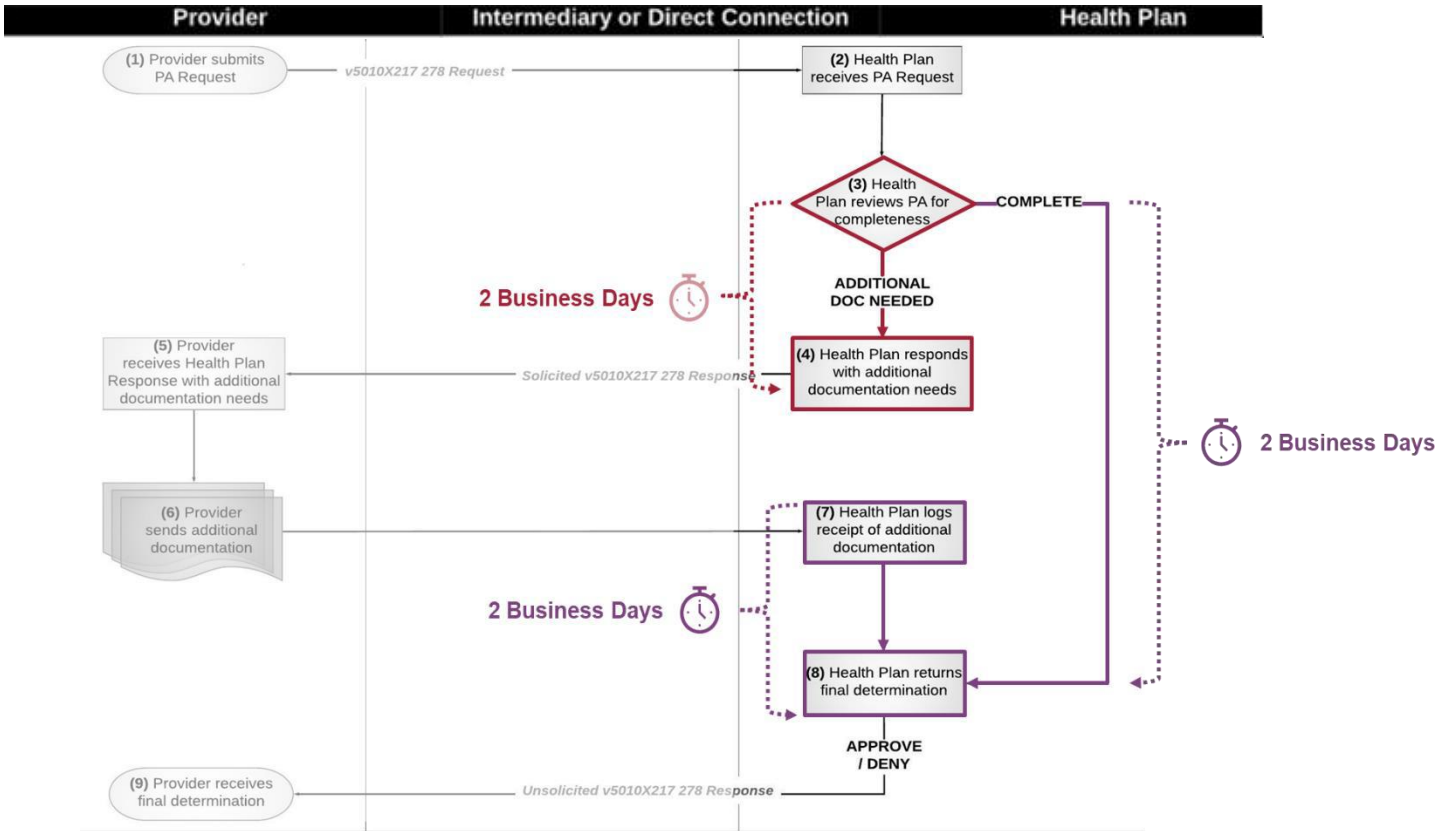 Provider
Intermediary or Direct Connection
Health Plan
(1) Provider submits
PA Request
v5010X217 278 Request
(2) Health Plan
receives PA Request
(3) Health
Plan reviews PA for
completeness
COMPLETE
2 Business Days
ADDITIONAL
DOC NEEDED
(5) Provider
receives Health Plan
Response with additional
documentation needs
Solicited v5010X217 278 Response
(4) Health Plan responds
with additional
documentation needs
2 Business Days
(6) Provider
sends additional
documentation
(7) Health Plan logs
receipt of additional
documentation
2 Business Days
(8) Health Plan returns
final determination
APPROVE
/ DENY
(9) Provider receives
final determination
Unsolicited v5010X217 278 Response